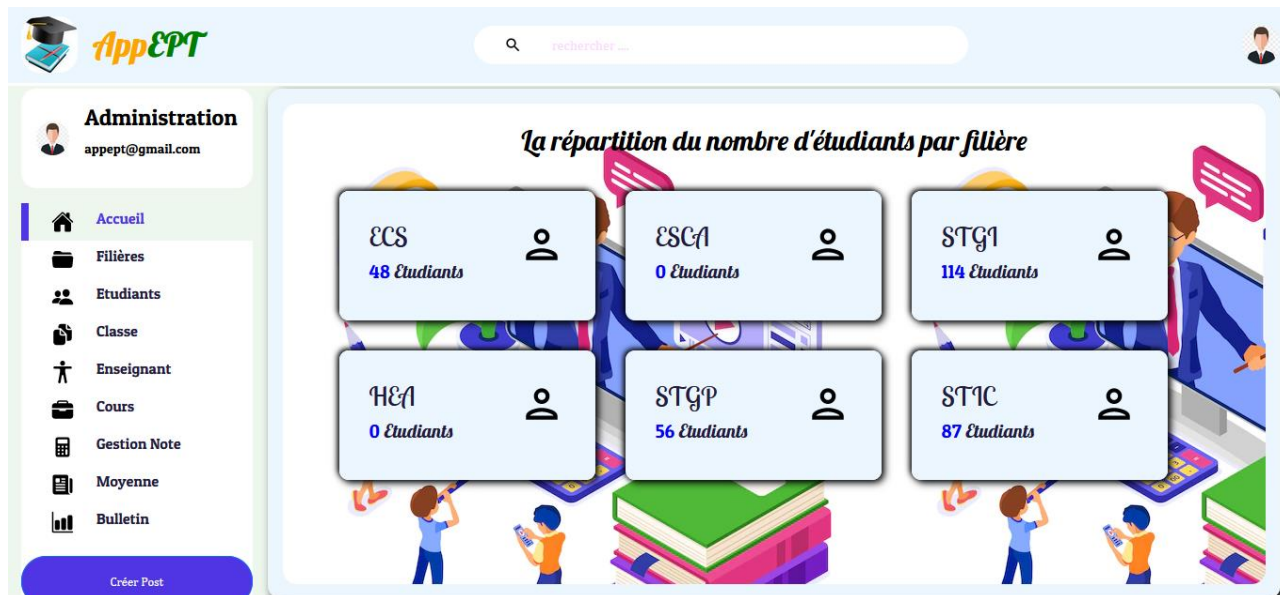 AppEPT
rechercher ...
Administration
appept@gmail.com
Accueil
Filières
Etudiants
Classe
Enseignant
Cours
Gestion Note
Moyenne
Bulletin
Créer Post
La répartition du nombre d'étudiants par filière
ECS
48 Etudiants
ESCA
0 Etudiants
STGI
114 Etudiants
HEA
0 Etudiants
STGP
56 Etudiants
STIC
87 Etudiants